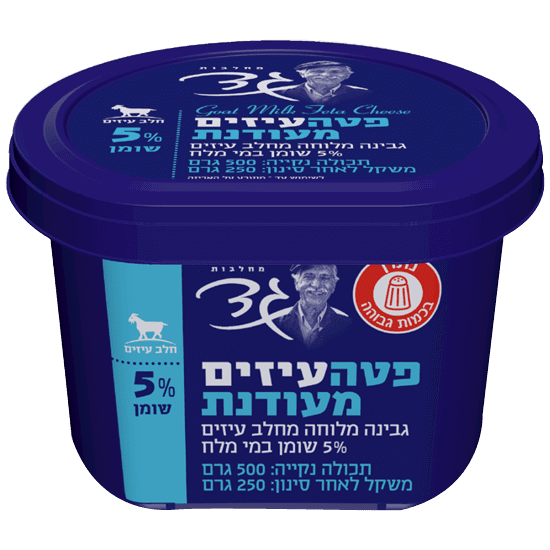 מחלבות
גד
Goat Milk Feta Cheese
חלב עיזים
5%
שומן
פטה עיזים
מעודנת
גבינה מלוחה מחלב עיזים
5% שומן במי מלח
תכולה נקייה: 500 גרם
משקל לאחר סינון: 250 גרם
מחלבות
גד
נתרן
בכמות גבוהה
חלב עיזים
5%
שומן
פטה עיזים
מעודנת
גבינה מלוחה מחלב עיזים
5% שומן במי מלח
תכולה נקייה: 500 גרם
משקל לאחר סינון: 250 גרם